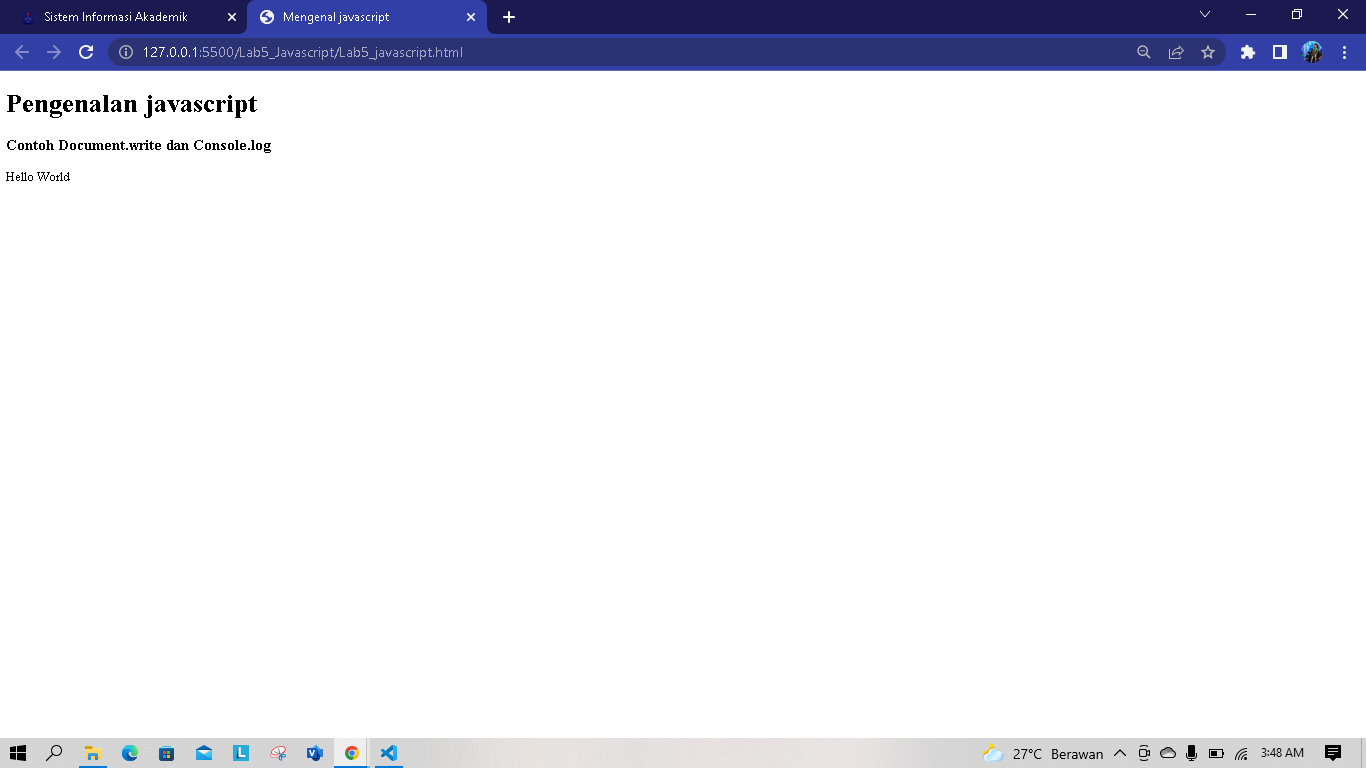 Sistem Informasi Akademik
Mengenal javascript
127.0.0.1:5500/Lab5_Javascript/Lab5_javascript.html
Pengenalan javascript
Contoh Document.write dan Console.log
Hello World
27°C Berawan
3:48 AM